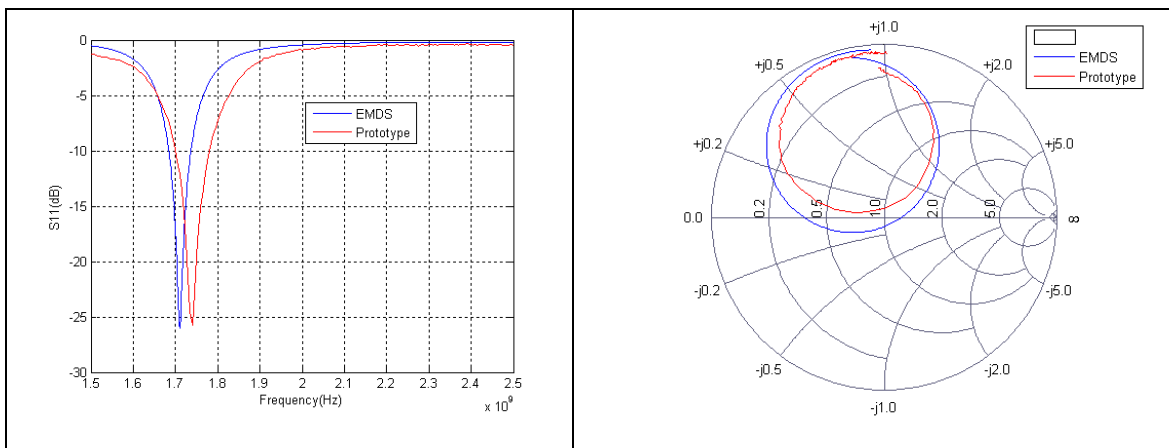 0
-5
-10
-15
-20
-25
-30
S11(dB)
EMDS
Prototype
1.5 1.6 1.7 1.8 1.9 2 2.1 2.2 2.3 2.4 2.5
Frequency(Hz)
x 10^9
+j1.0
+j0.5
+j2.0
+j0.2
+j5.0
0.0
0.2
0.5
1.0
2.0
5.0
∞
-j0.2
-j5.0
-j0.5
-j2.0
-j1.0
EMDS
Prototype